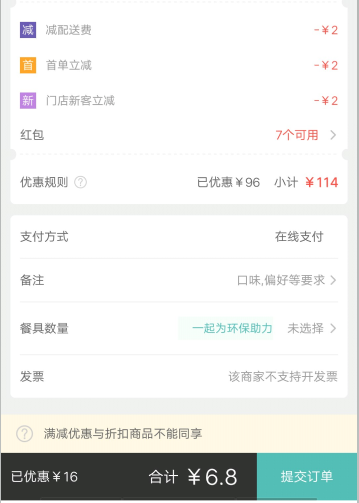 减 减配送费 -¥2
首 首单立减 -¥2
新 门店新客立减 -¥2
红包 7个可用 >
优惠规则 ? 已优惠¥96 小计 ¥114
支付方式 在线支付
备注 口味,偏好等要求 >
餐具数量 一起为环保助力 未选择 >
发票 该商家不支持开发票
? 满减优惠与折扣商品不能同享
已优惠¥16 合计 ¥6.8 提交订单